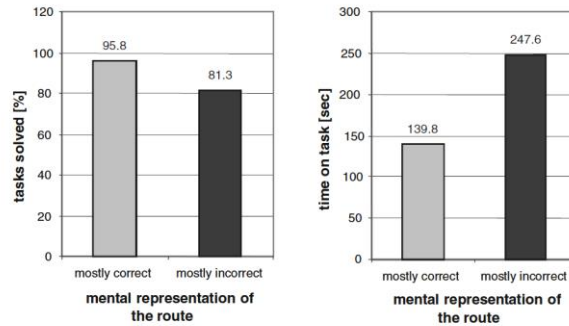 tasks solved [%]
120
100
80
60
40
20
0
95.8
81.3
mostly correct
mostly incorrect
mental representation of
the route
time on task [sec]
300
250
200
150
100
50
0
139.8
247.6
mostly correct
mostly incorrect
mental representation of
the route